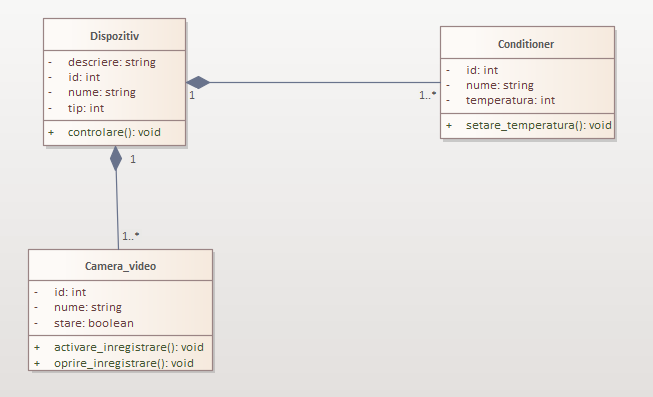 Dispozitiv
- descriere: string
- id: int
- nume: string
- tip: int
+ controlare(): void
1
1..*
Conditioner
- id: int
- nume: string
- temperatura: int
+ setare_temperatura(): void
1
1..*
Camera_video
- id: int
- nume: string
- stare: boolean
+ activare_inregistrare(): void
+ oprire_inregistrare(): void